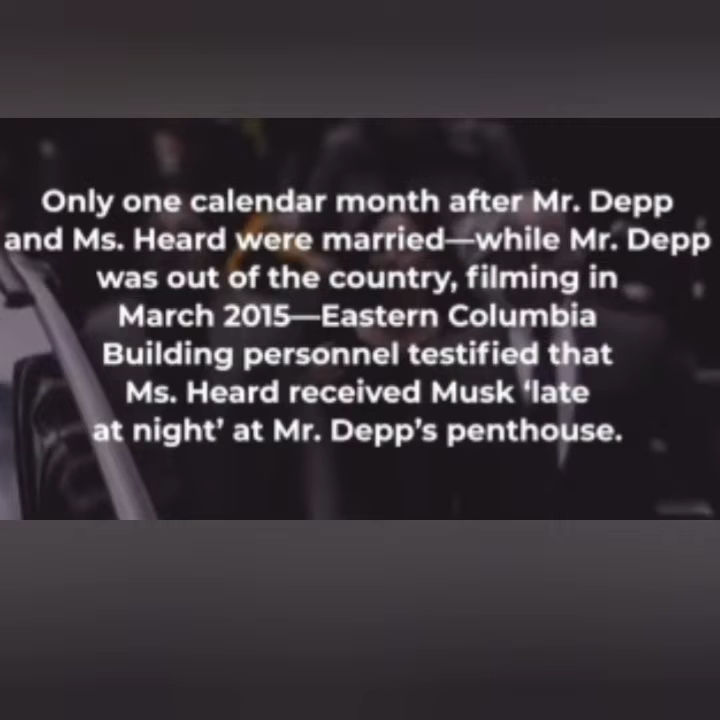 Only one calendar month after Mr. Depp
and Ms. Heard were married—while Mr. Depp
was out of the country, filming in
March 2015—Eastern Columbia
Building personnel testified that
Ms. Heard received Musk ‘late
at night’ at Mr. Depp’s penthouse.